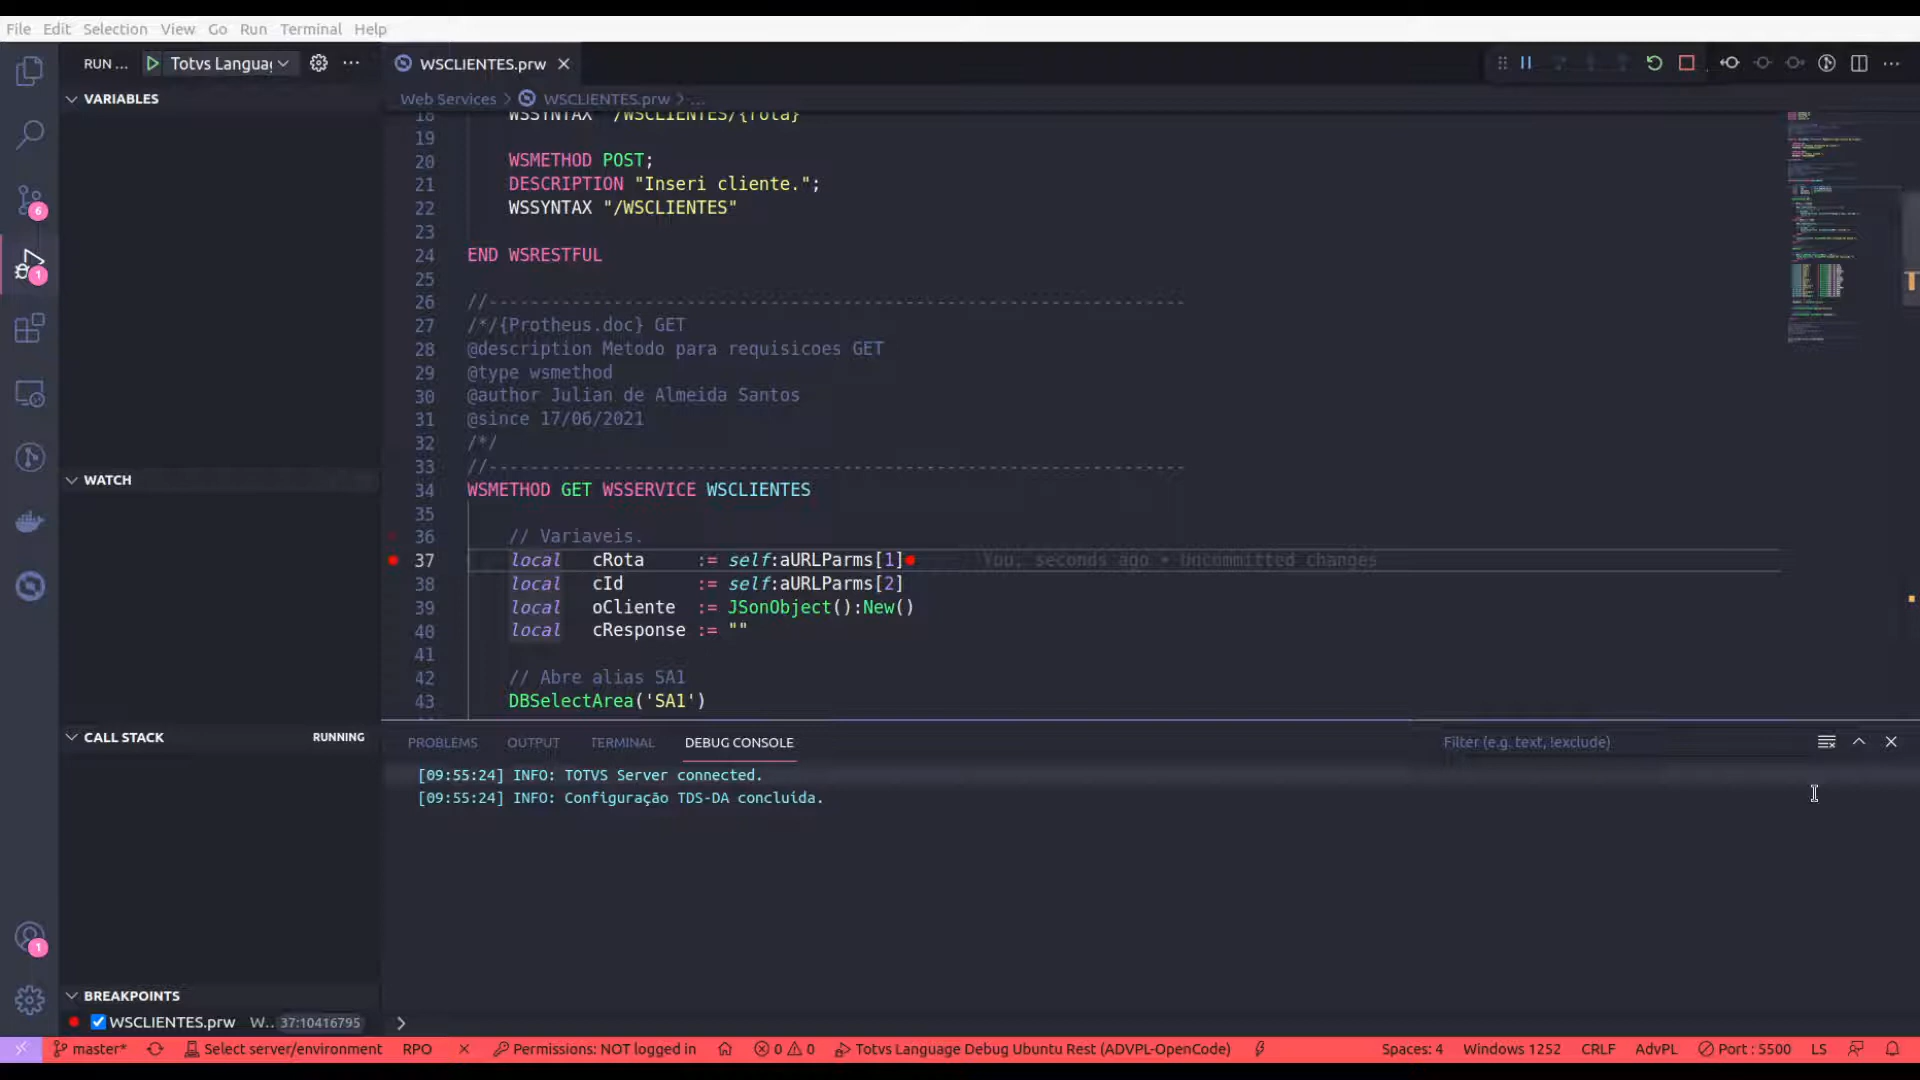 File Edit Selection View Go Run Terminal Help
RUN ... Totvs Languaį ...
WSCLIENTES.prw
VARIABLES
Web Services > WSCLIENTES.prw > ...
18 WSSYNTAX "/WSCLIENTES/{rota}"
19
20 WSMETHOD POST;
21 DESCRIPTION "Inseri cliente.";
22 WSSYNTAX "/WSCLIENTES"
23
24 END WSRESTFUL
25
26 //-------------------------------------------------------------------
27 /*/{Protheus.doc} GET
28 @description Metodo para requisicoes GET
29 @type wsmethod
30 @author Julian de Almeida Santos
31 @since 17/06/2021
32 /*/
33 //-------------------------------------------------------------------
34 WSMETHOD GET WSSERVICE WSCLIENTES
35
36 // Variaveis.
37 local cRota := self:aURLParms[1] You, seconds ago • Uncommitted changes
38 local cId := self:aURLParms[2]
39 local oCliente := JSonObject():New()
40 local cResponse := ""
41
42 // Abre alias SA1
43 DBSelectArea('SA1')
6
1
WATCH
CALL STACK RUNNING
PROBLEMS OUTPUT TERMINAL DEBUG CONSOLE Filter (e.g. text, !exclude)
[09:55:24] INFO: TOTVS Server connected.
[09:55:24] INFO: Configuração TDS-DA concluída.
1
BREAKPOINTS
WSCLIENTES.prw W... 37:10416795
master* Select server/environment RPO Permissions: NOT logged in 0 0 Totvs Language Debug Ubuntu Rest (ADVPL-OpenCode) Spaces: 4 Windows 1252 CRLF AdvPL Port : 5500 LS